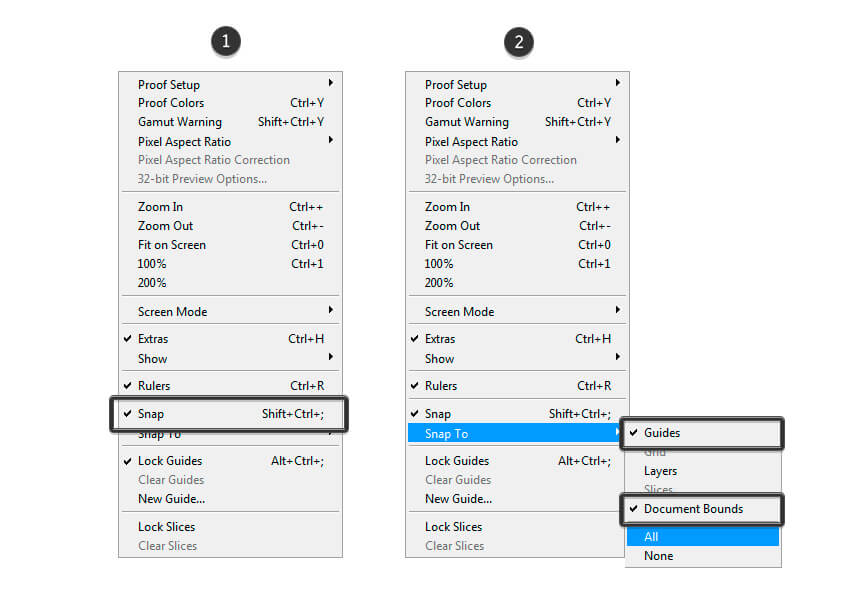 1
Proof Setup
Proof Colors Ctrl+Y
Gamut Warning Shift+Ctrl+Y
Pixel Aspect Ratio
Pixel Aspect Ratio Correction
32-bit Preview Options...
Zoom In Ctrl++
Zoom Out Ctrl+-
Fit on Screen Ctrl+0
100% Ctrl+1
200%
Screen Mode
Extras Ctrl+H
Show
Rulers Ctrl+R
Snap Shift+Ctrl+;
Snap To
Lock Guides Alt+Ctrl+;
Clear Guides
New Guide...
Lock Slices
Clear Slices
2
Proof Setup
Proof Colors Ctrl+Y
Gamut Warning Shift+Ctrl+Y
Pixel Aspect Ratio
Pixel Aspect Ratio Correction
32-bit Preview Options...
Zoom In Ctrl++
Zoom Out Ctrl+-
Fit on Screen Ctrl+0
100% Ctrl+1
200%
Screen Mode
Extras Ctrl+H
Show
Rulers Ctrl+R
Snap Shift+Ctrl+;
Snap To
Lock Guides Alt+Ctrl+;
Clear Guides
New Guide...
Lock Slices
Clear Slices
Guides
Grid
Layers
Slices
Document Bounds
All
None